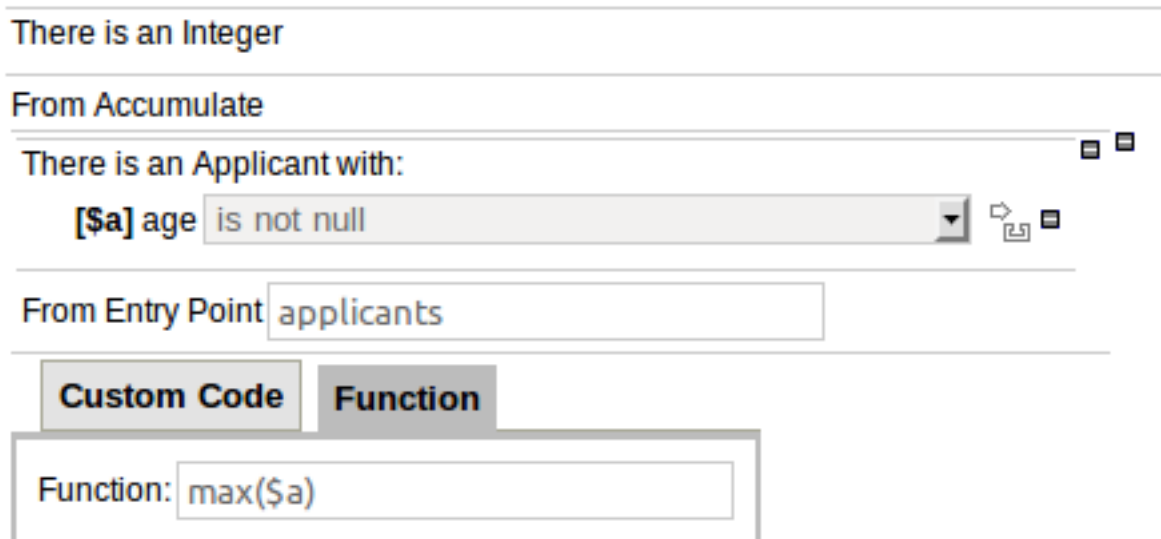 There is an Integer
From Accumulate
There is an Applicant with:
[$a] age is not null
From Entry Point applicants
Custom Code Function
Function: max($a)